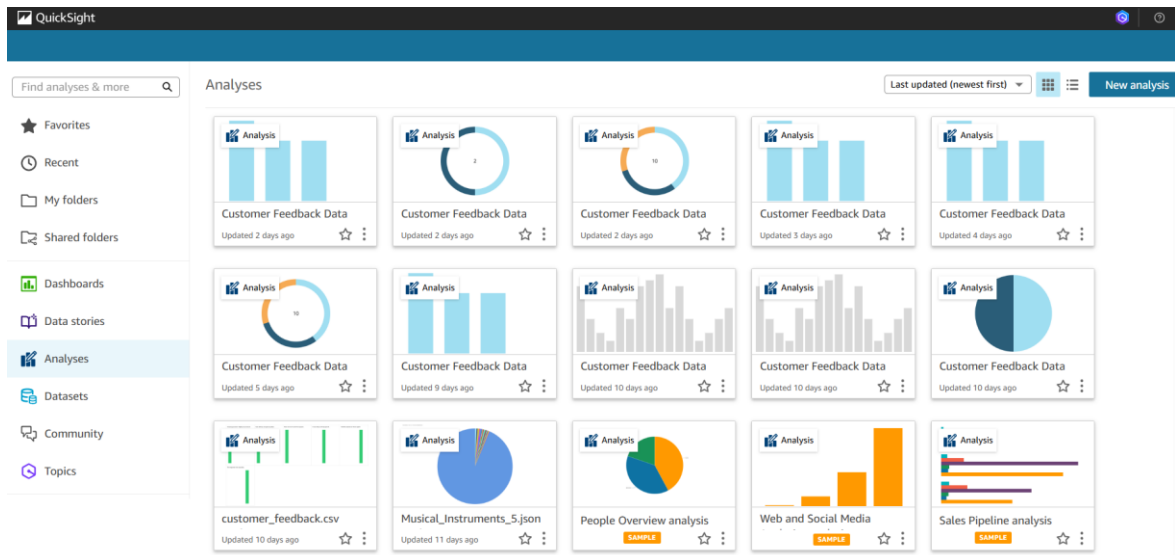 QuickSight
Find analyses & more
Analyses
Last updated (newest first)
New analysis
Favorites
Recent
My folders
Shared folders
Dashboards
Data stories
Analyses
Datasets
Community
Topics
Analysis Analysis Analysis Analysis Analysis
2 10
Customer Feedback Data Customer Feedback Data Customer Feedback Data Customer Feedback Data Customer Feedback Data
Updated 2 days ago Updated 2 days ago Updated 2 days ago Updated 3 days ago Updated 4 days ago
Analysis Analysis Analysis Analysis Analysis
10
Customer Feedback Data Customer Feedback Data Customer Feedback Data Customer Feedback Data Customer Feedback Data
Updated 5 days ago Updated 9 days ago Updated 10 days ago Updated 10 days ago Updated 10 days ago
Analysis Analysis Analysis Analysis Analysis
customer_feedback.csv Musical_Instruments_5.json People Overview analysis Web and Social Media Sales Pipeline analysis
Updated 10 days ago Updated 11 days ago SAMPLE SAMPLE SAMPLE